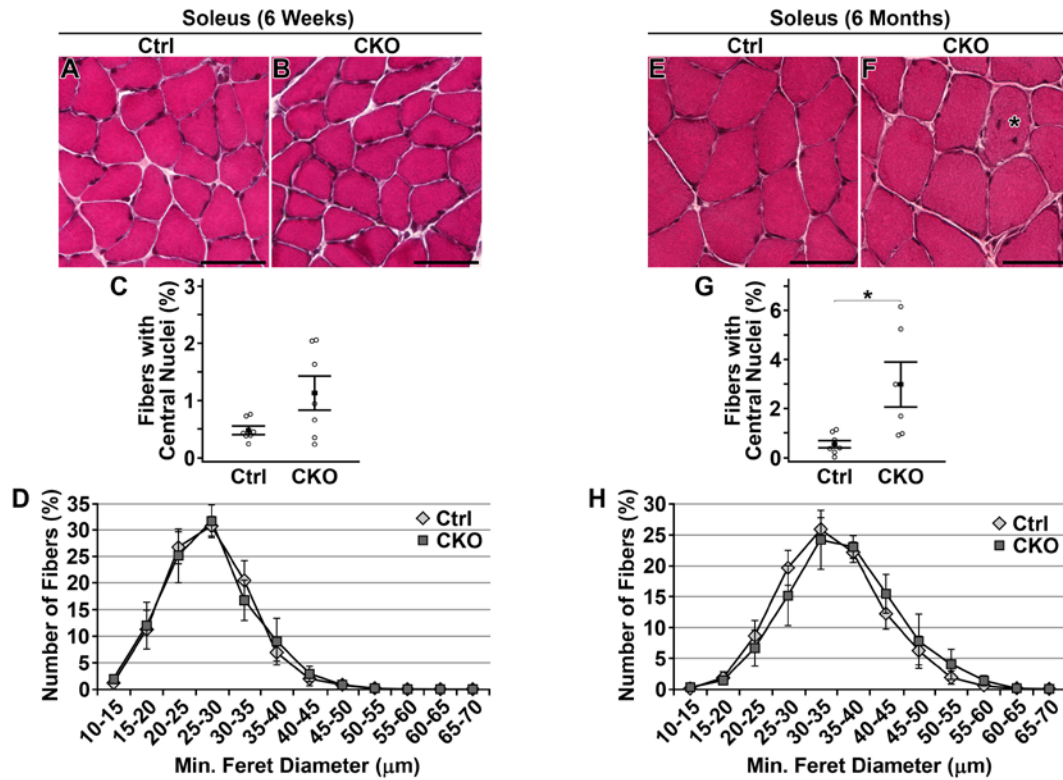 Soleus (6 Weeks)
Ctrl CKO
A B
C
Fibers with
Central Nuclei (%)
3
2
1
0
Ctrl CKO
D
Number of Fibers (%)
35
30
25
20
15
10
5
0
Ctrl
CKO
10-15 15-20 20-25 25-30 30-35 35-40 40-45 45-50 50-55 55-60 60-65 65-70
Min. Feret Diameter (μm)
Soleus (6 Months)
Ctrl CKO
E F
*
G
Fibers with
Central Nuclei (%)
6
4
2
0
*
Ctrl CKO
H
Number of Fibers (%)
30
25
20
15
10
5
0
Ctrl
CKO
10-15 15-20 20-25 25-30 30-35 35-40 40-45 45-50 50-55 55-60 60-65 65-70
Min. Feret Diameter (μm)